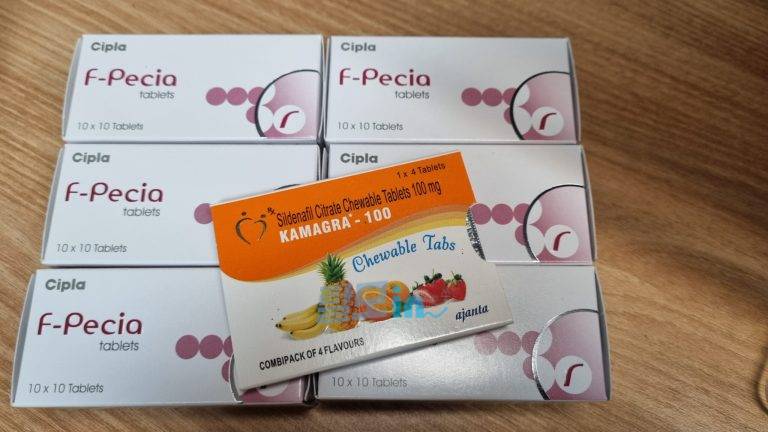 Cipla
F-Pecia
tablets
10 x 10 Tablets
Cipla
F-Pecia
tablets
10 x 10 Tablets
Cipla
F-Pecia
tablets
10 x 10 Tablets
Cipla
Cipla
F-Pecia
tablets
10 x 10 Tablets
10 x 10 Tablets
1 x 4 Tablets
Rx Sildenafil Citrate Chewable Tablets 100 mg
KAMAGRA® - 100
Chewable Tabs
ajanta
COMBIPACK OF 4 FLAVOURS